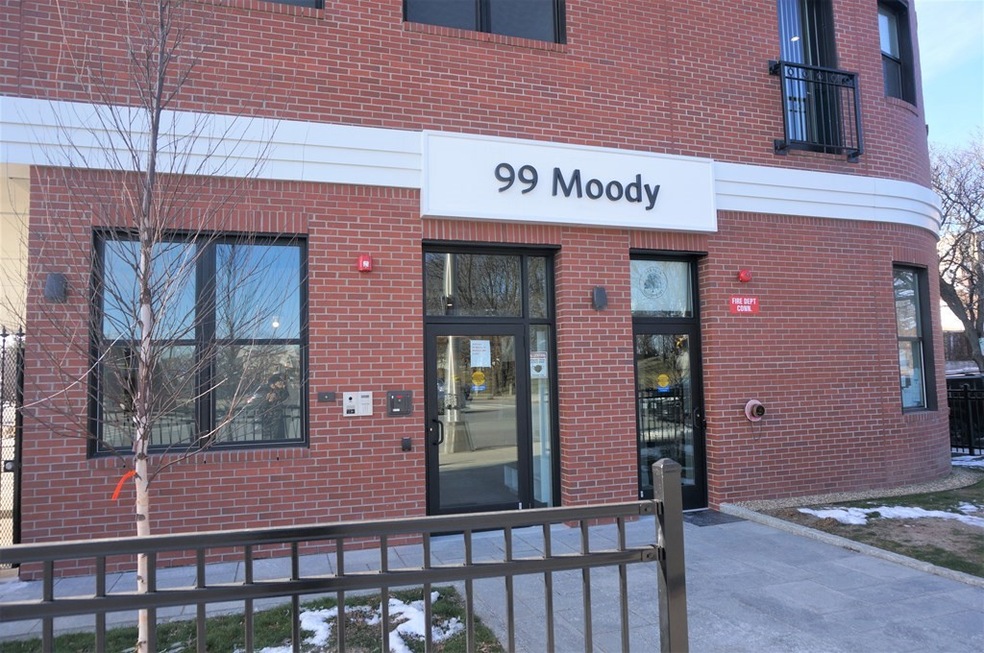 99 Moody
FIRE DEPT
CONN.